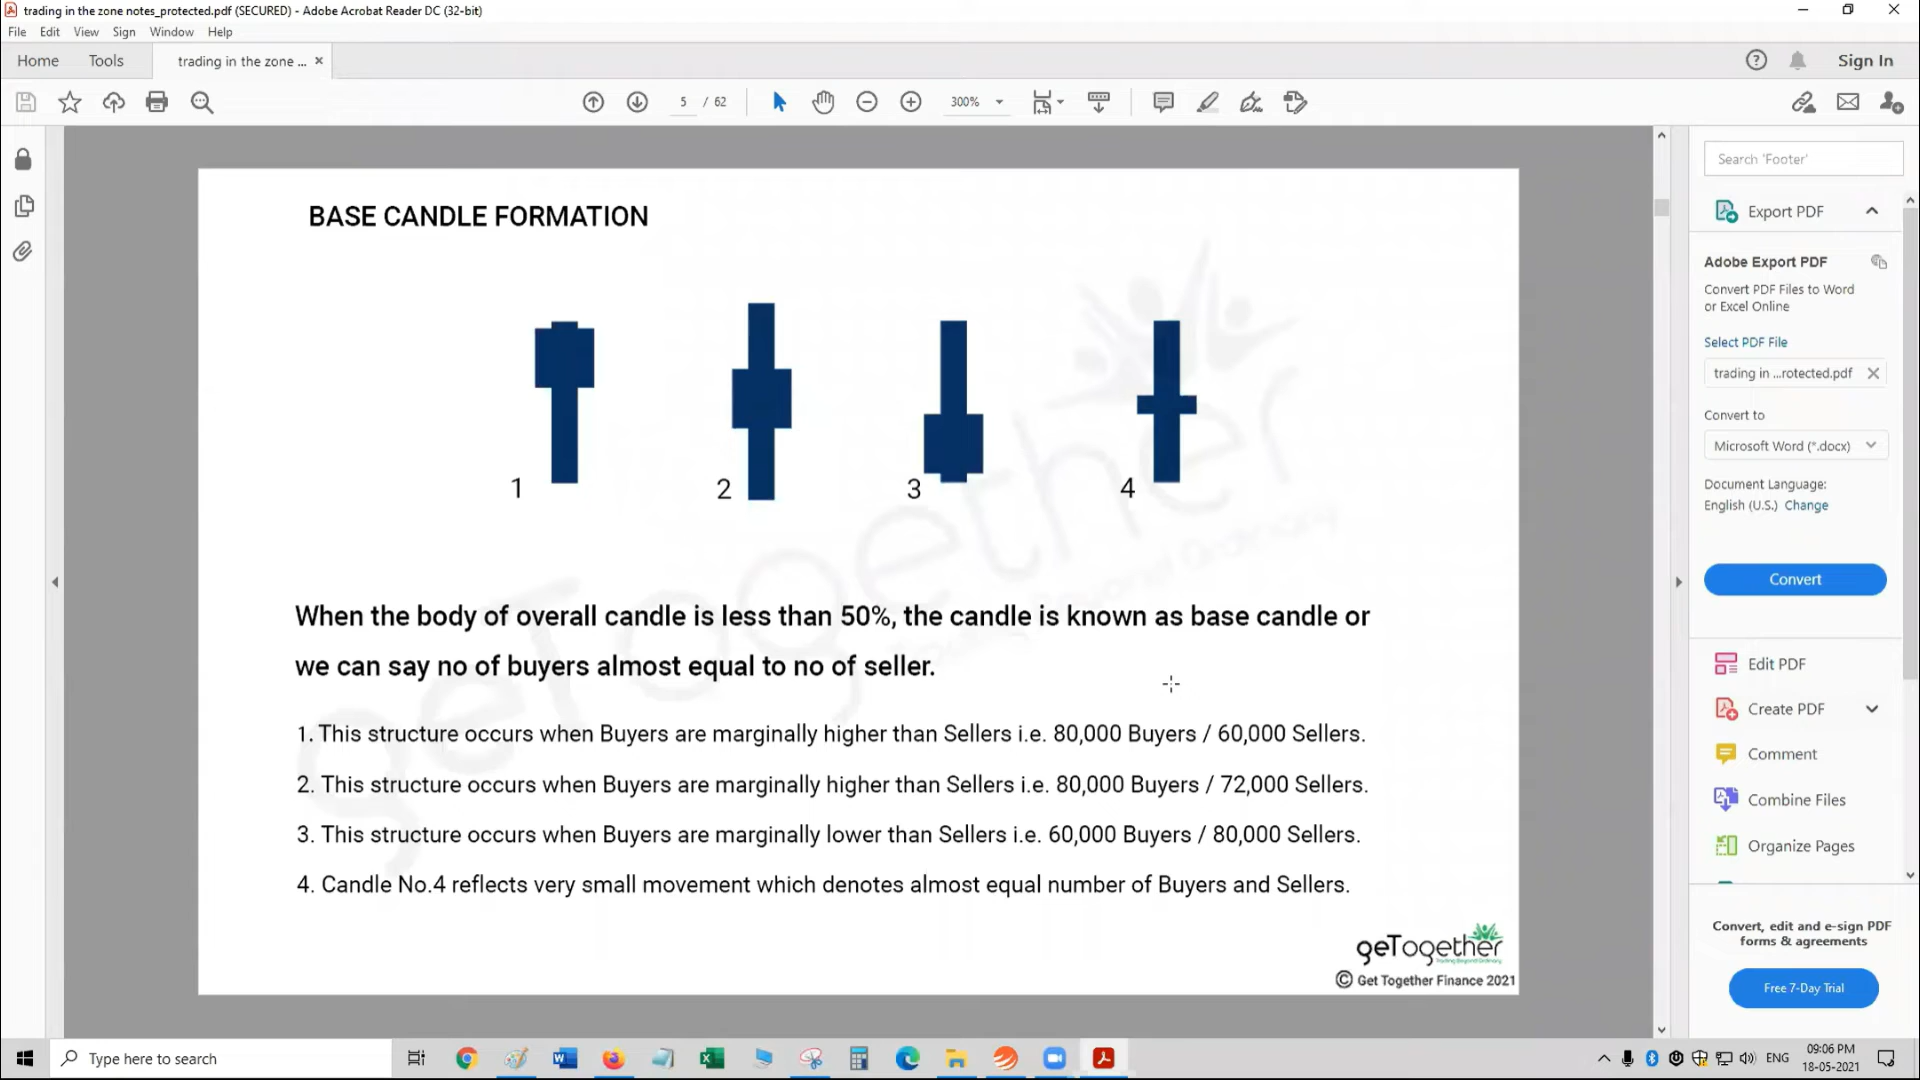 trading in the zone notes_protected.pdf (SECURED) - Adobe Acrobat Reader DC (32-bit)
File Edit View Sign Window Help
Home Tools trading in the zone ... × Sign In
5 / 62 300%
Search 'Footer'
BASE CANDLE FORMATION
1 2 3 4
When the body of overall candle is less than 50%, the candle is known as base candle or
we can say no of buyers almost equal to no of seller.
1. This structure occurs when Buyers are marginally higher than Sellers i.e. 80,000 Buyers / 60,000 Sellers.
2. This structure occurs when Buyers are marginally higher than Sellers i.e. 80,000 Buyers / 72,000 Sellers.
3. This structure occurs when Buyers are marginally lower than Sellers i.e. 60,000 Buyers / 80,000 Sellers.
4. Candle No.4 reflects very small movement which denotes almost equal number of Buyers and Sellers.
geTogether
Trading Beyond Ordinary
© Get Together Finance 2021
geTogether
Beyond Ordinary
Export PDF
Adobe Export PDF
Convert PDF Files to Word
or Excel Online
Select PDF File
trading in ...rotected.pdf
Convert to
Microsoft Word (*.docx)
Document Language:
English (U.S.) Change
Convert
Edit PDF
Create PDF
Comment
Combine Files
Organize Pages
Convert, edit and e-sign PDF
forms & agreements
Free 7-Day Trial
Type here to search
ENG
09:06 PM
18-05-2021